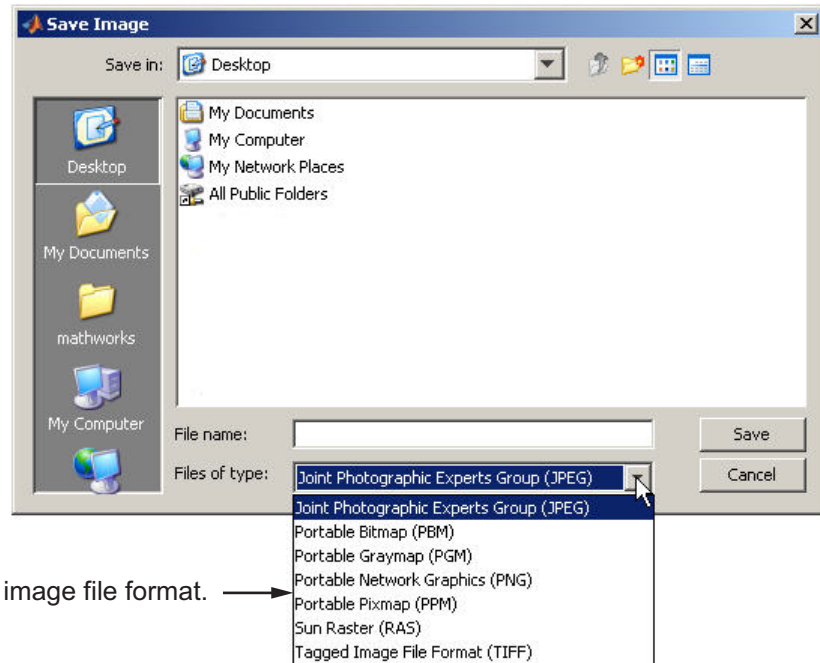 Save Image
Save in:
Desktop
My Documents
My Computer
My Network Places
All Public Folders
Desktop
My Documents
mathworks
My Computer
File name:
Save
Files of type:
Joint Photographic Experts Group (JPEG)
Cancel
Joint Photographic Experts Group (JPEG)
Portable Bitmap (PBM)
Portable Graymap (PGM)
Portable Network Graphics (PNG)
image file format.
Portable Pixmap (PPM)
Sun Raster (RAS)
Tagged Image File Format (TIFF)